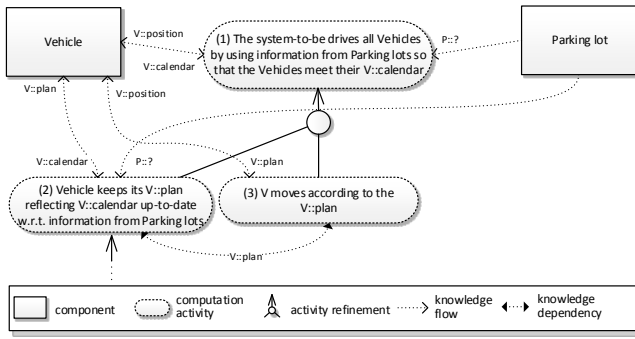 Vehicle
V::position
V::calendar
(1) The system-to-be drives all Vehicles
by using information from Parking lots so
that the Vehicles meet their V::calendar
P::?
Parking lot
V::plan
V::position
V::calendar
P::?
V::plan
(2) Vehicle keeps its V::plan
reflecting V::calendar up-to-date
w.r.t. information from Parking lots
(3) V moves according to the
V::plan
V::plan
component
computation
activity
activity refinement
knowledge
flow
knowledge
dependency